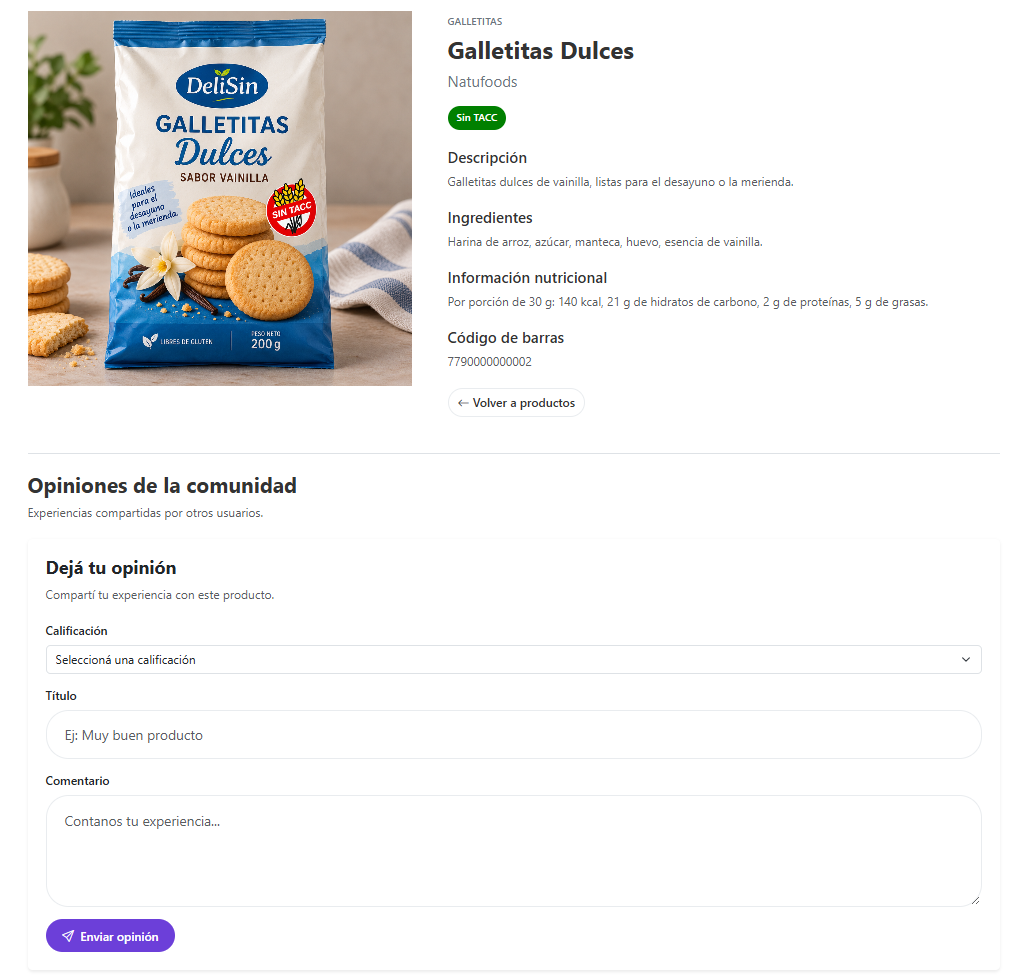 DeliSin
GALLETITAS
Dulces
SABOR VAINILLA
Ideales
para el
desayuno
o la merienda.
SIN TACC
LIBRES DE GLUTEN
PESO NETO
200 g
GALLETITAS
Galletitas Dulces
Natufoods
Sin TACC
Descripción
Galletitas dulces de vainilla, listas para el desayuno o la merienda.
Ingredientes
Harina de arroz, azúcar, manteca, huevo, esencia de vainilla.
Información nutricional
Por porción de 30 g: 140 kcal, 21 g de hidratos de carbono, 2 g de proteínas, 5 g de grasas.
Código de barras
7790000000002
← Volver a productos
Opiniones de la comunidad
Experiencias compartidas por otros usuarios.
Dejá tu opinión
Compartí tu experiencia con este producto.
Calificación
Seleccioná una calificación
Título
Ej: Muy buen producto
Comentario
Contanos tu experiencia...
Enviar opinión